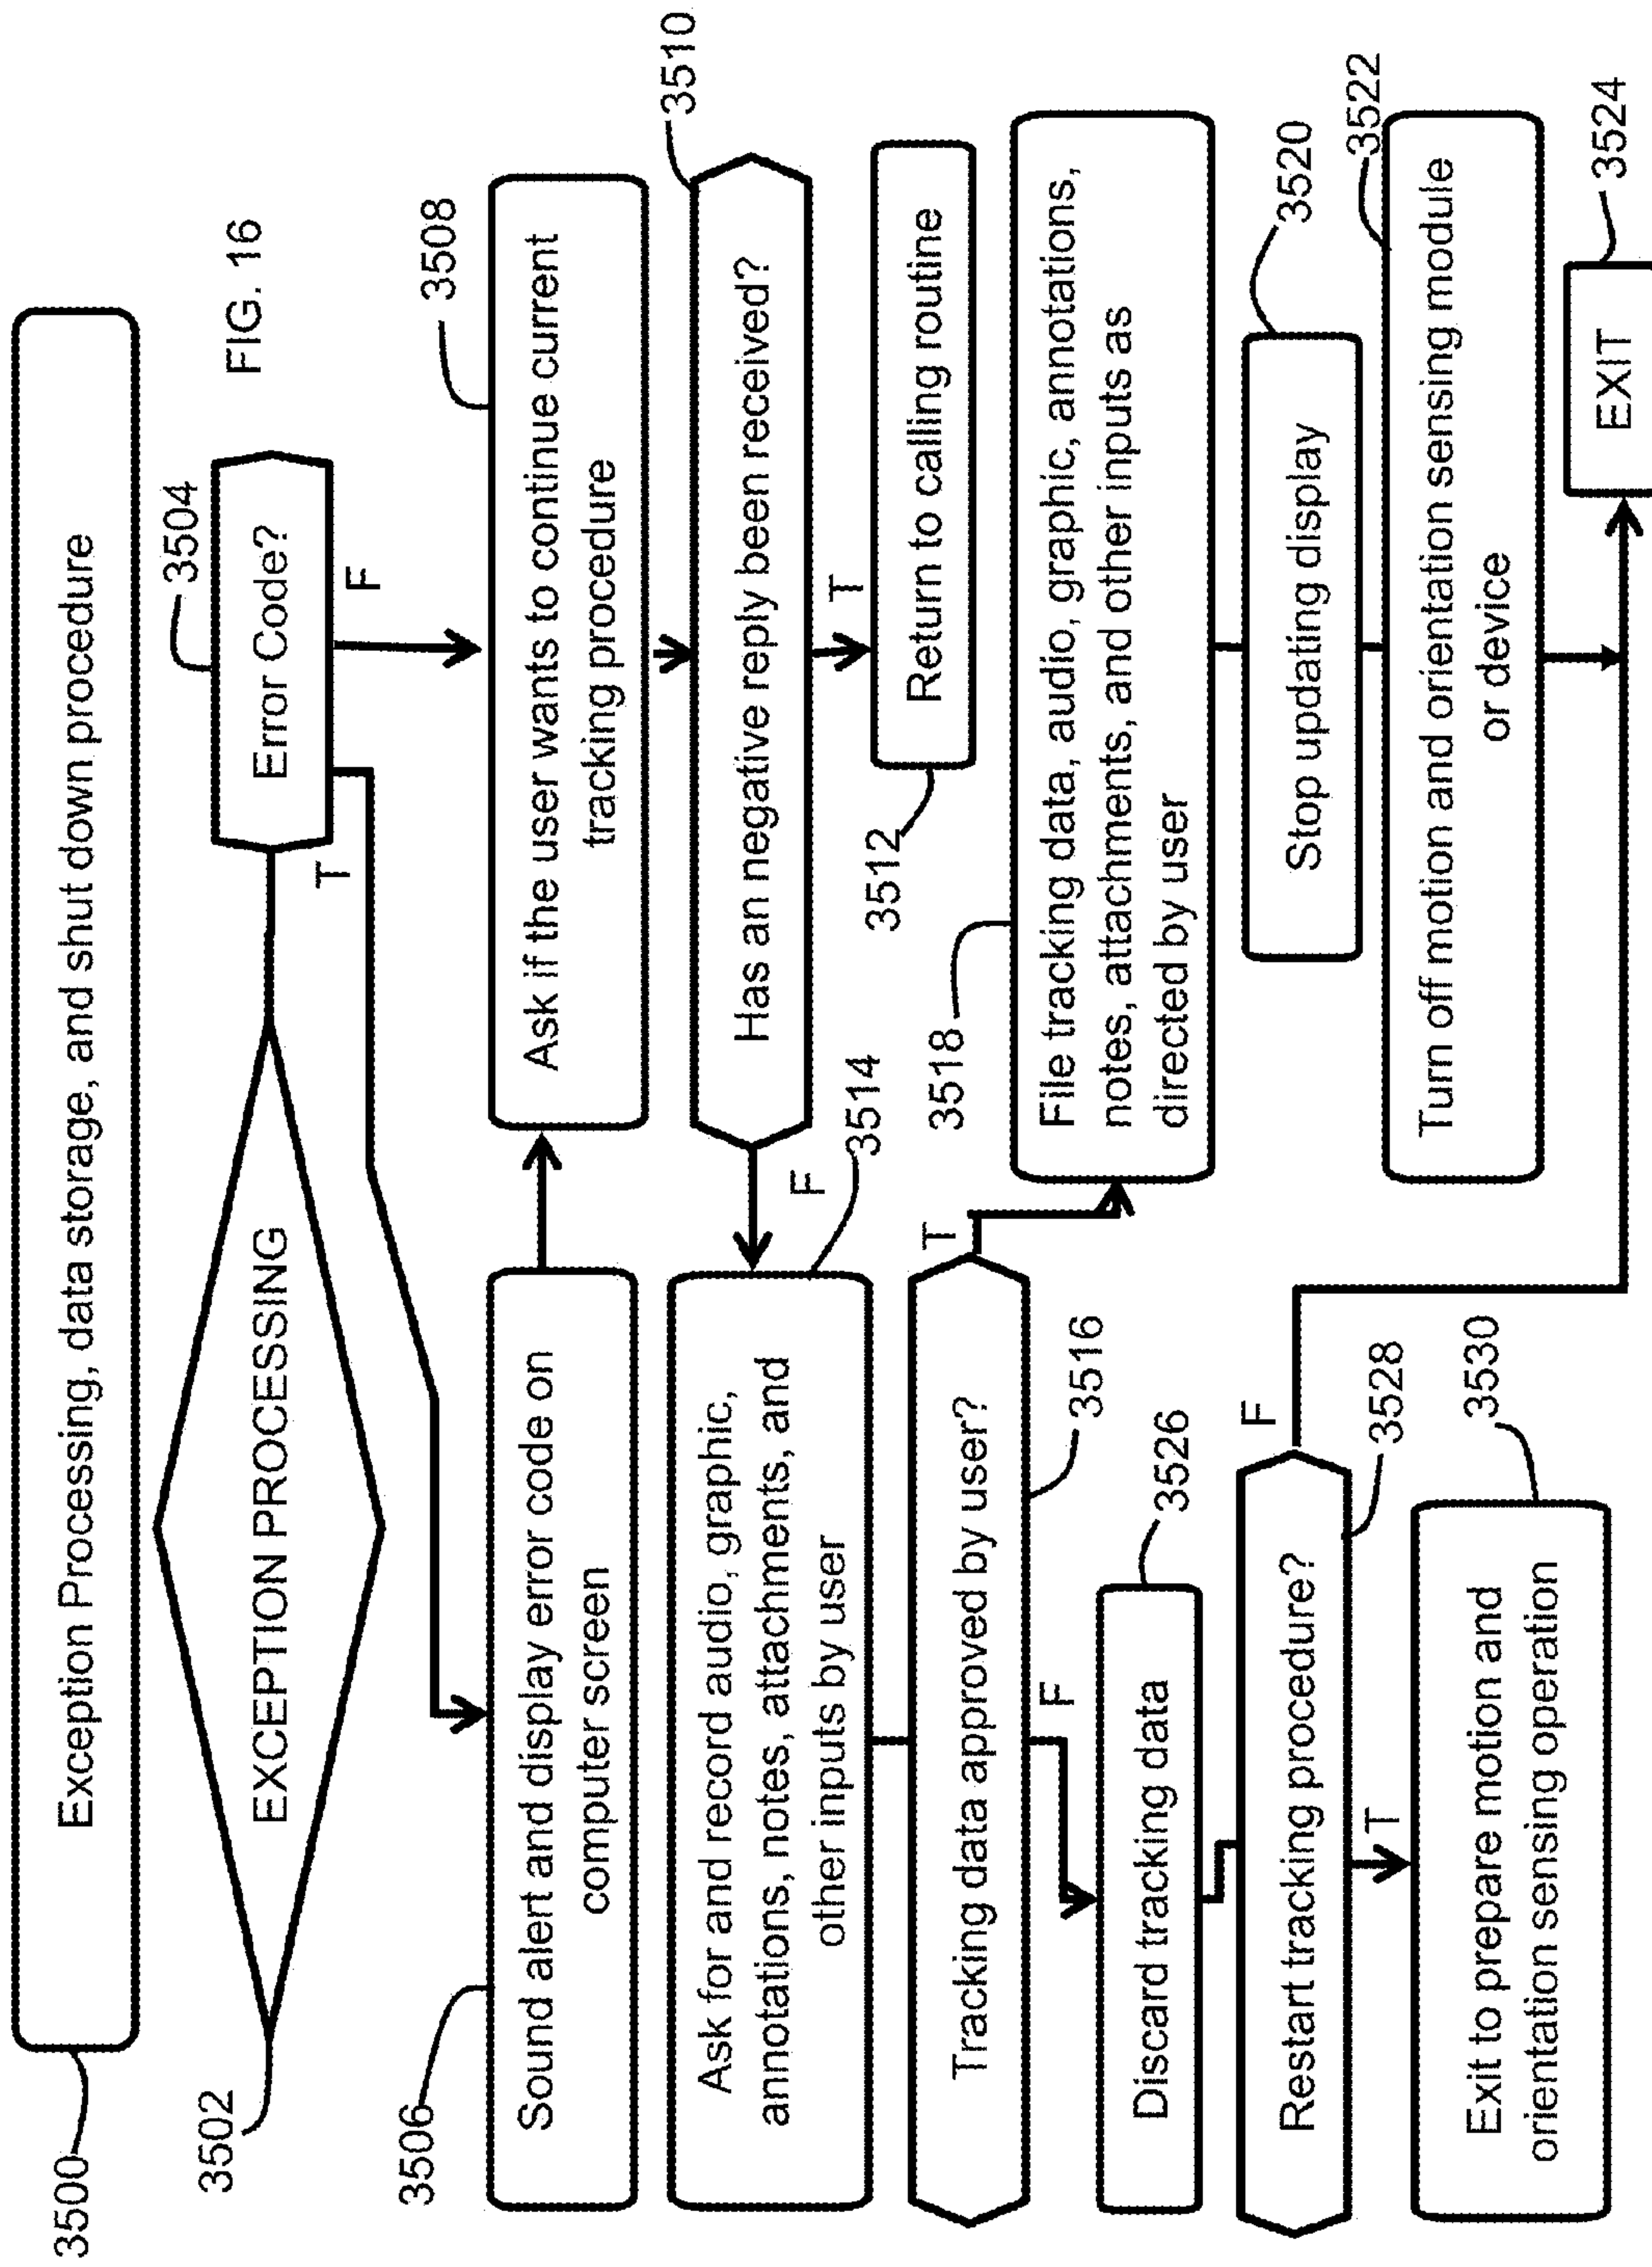 3500
Exception Processing, data storage, and shut down procedure
FIG. 16
3502
EXCEPTION PROCESSING
3504
Error Code?
T
F
3506
Sound alert and display error code on
computer screen
3508
Ask if the user wants to continue current
tracking procedure
3510
Has an negative reply been received?
F
T
3512
Return to calling routine
3514
Ask for and record audio, graphic,
annotations, notes, attachments, and
other inputs by user
3516
Tracking data approved by user?
T
F
3518
File tracking data, audio, graphic, annotations,
notes, attachments, and other inputs as
directed by user
3520
Stop updating display
3522
Turn off motion and orientation sensing module
or device
3524
EXIT
3526
Discard tracking data
3528
Restart tracking procedure?
F
T
3530
Exit to prepare motion and
orientation sensing operation